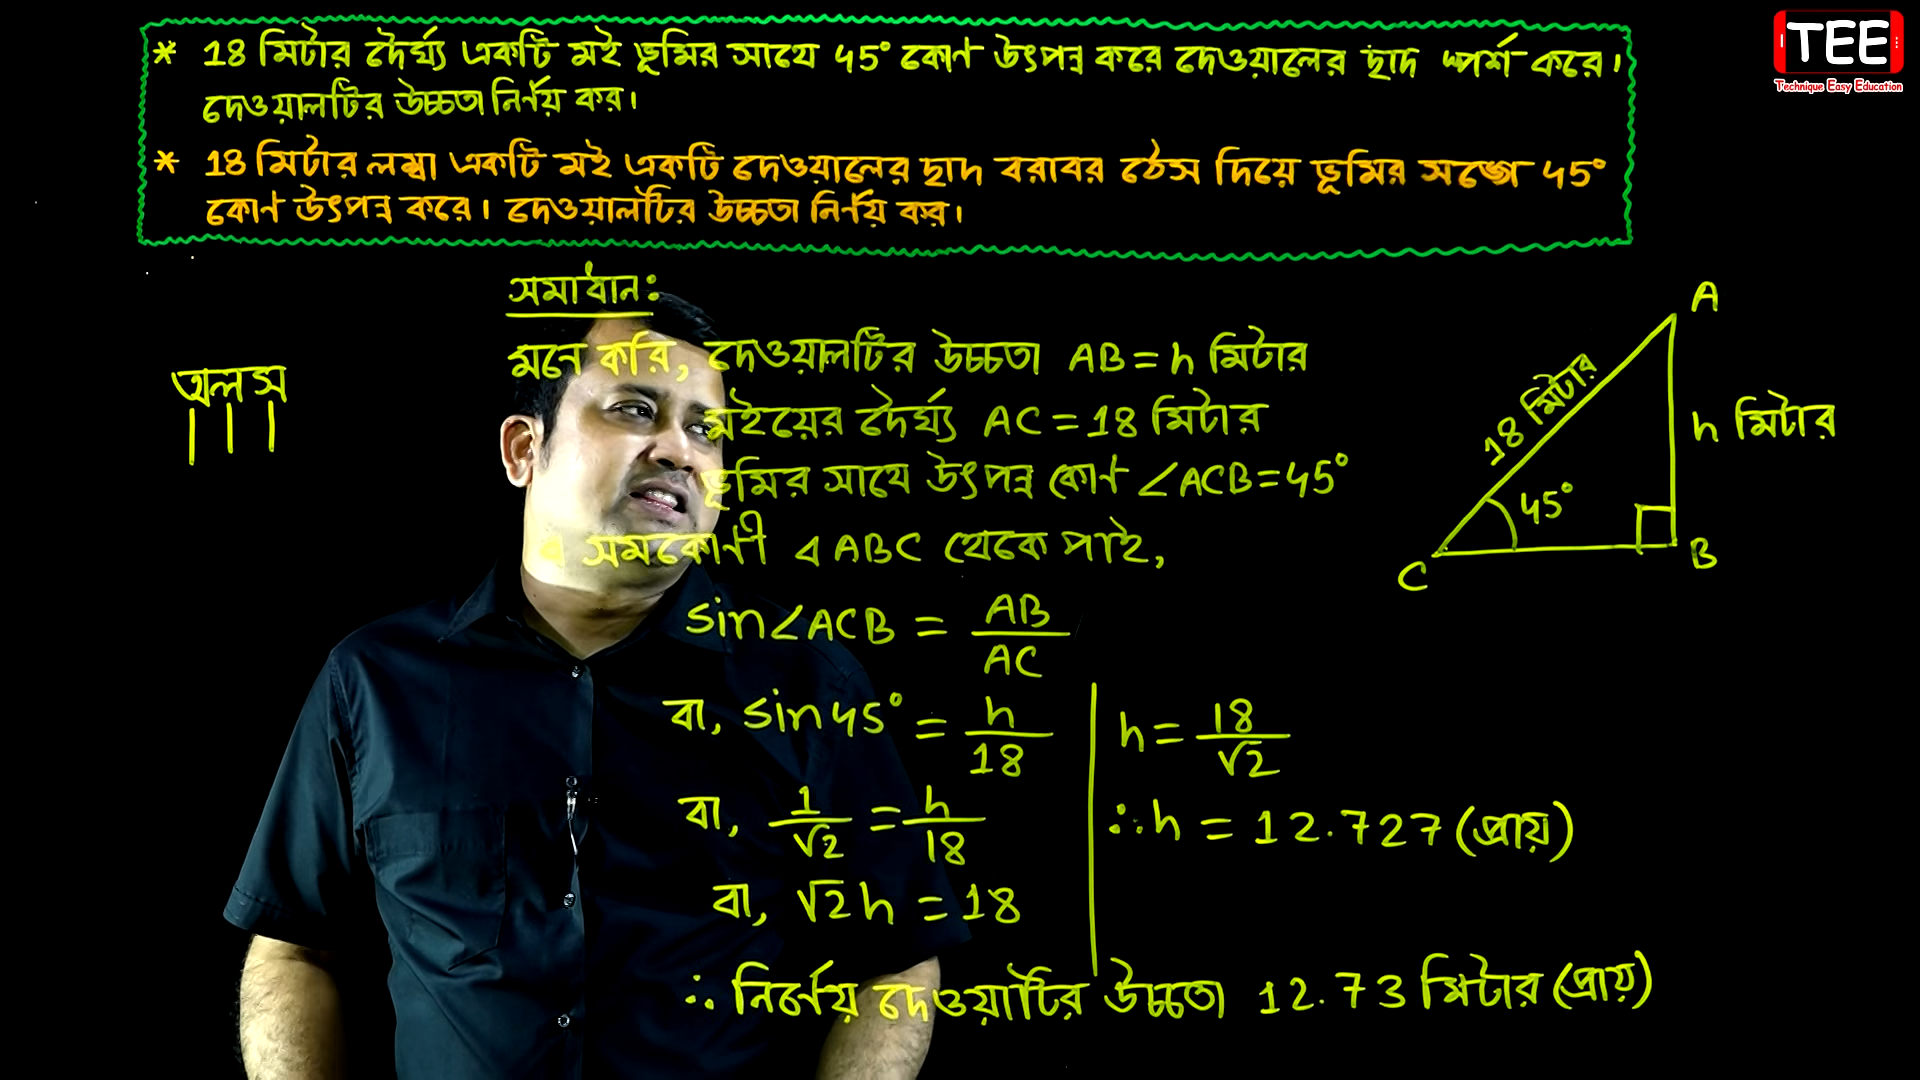 * 18 মিটার দৈর্ঘ্য একটি মই ভূমির সাথে 45° কোণ উৎপন্ন করে দেওয়ালের ছাদ স্পর্শ করে।
দেওয়ালটির উচ্চতা নির্ণয় কর।
* 18 মিটার লম্বা একটি মই একটি দেওয়ালের ছাদ বরাবর ঠেস দিয়ে ভূমির সঙ্গে 45°
কোণ উৎপন্ন করে। দেওয়ালটির উচ্চতা নির্ণয় কর।
TEE
Technique Easy Education
সমাধান:
মনে করি, দেওয়ালটির উচ্চতা AB = h মিটার
মইয়ের দৈর্ঘ্য AC = 18 মিটার
ভূমির সাথে উৎপন্ন কোণ ∠ACB = 45°
সমকোণী ⊿ ABC থেকে পাই,
sin∠ACB = AB/AC
বা, sin45° = h/18
বা, 1/√2 = h/18
বা, √2 h = 18
h = 18/√2
∴ h = 12.727 (প্রায়)
∴ নির্ণেয় দেওয়াটির উচ্চতা 12.73 মিটার (প্রায়)
অলস
A
18 মিটার
h মিটার
45°
C
B